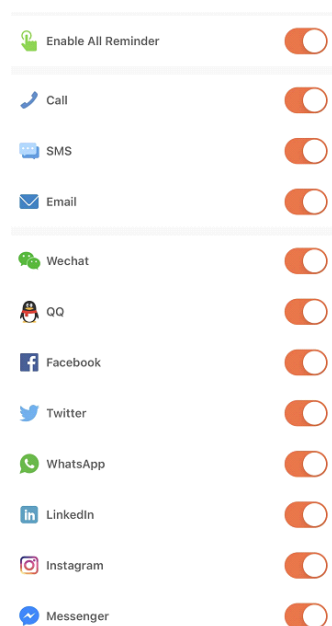 Enable All Reminder
Call
SMS
Email
Wechat
QQ
Facebook
Twitter
WhatsApp
LinkedIn
Instagram
Messenger